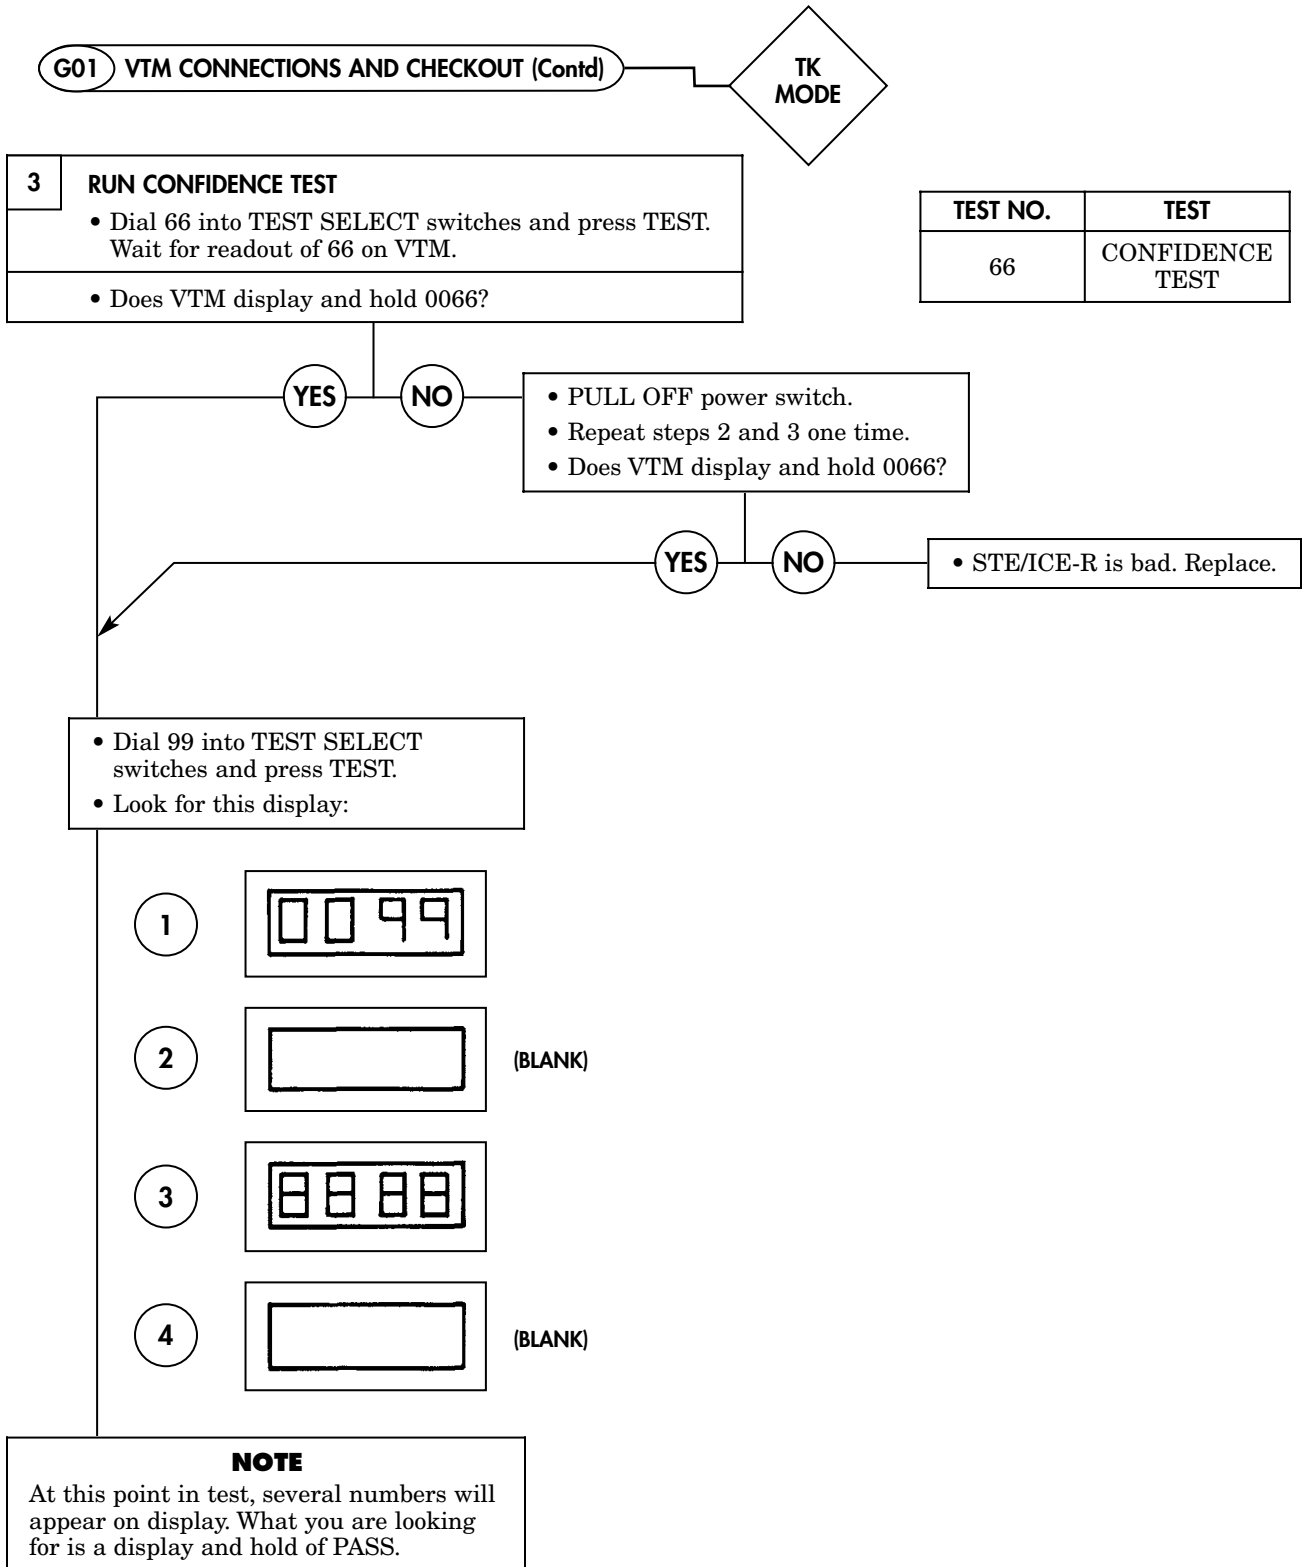 G01 VTM CONNECTIONS AND CHECKOUT (Contd)
TK
MODE
3 RUN CONFIDENCE TEST
• Dial 66 into TEST SELECT switches and press TEST.
Wait for readout of 66 on VTM.
• Does VTM display and hold 0066?
TEST NO. TEST
66 CONFIDENCE
TEST
YES NO
• PULL OFF power switch.
• Repeat steps 2 and 3 one time.
• Does VTM display and hold 0066?
YES NO
• STE/ICE-R is bad. Replace.
• Dial 99 into TEST SELECT
switches and press TEST.
• Look for this display:
1 0099
2 (BLANK)
3 8888
4 (BLANK)
NOTE
At this point in test, several numbers will
appear on display. What you are looking
for is a display and hold of PASS.